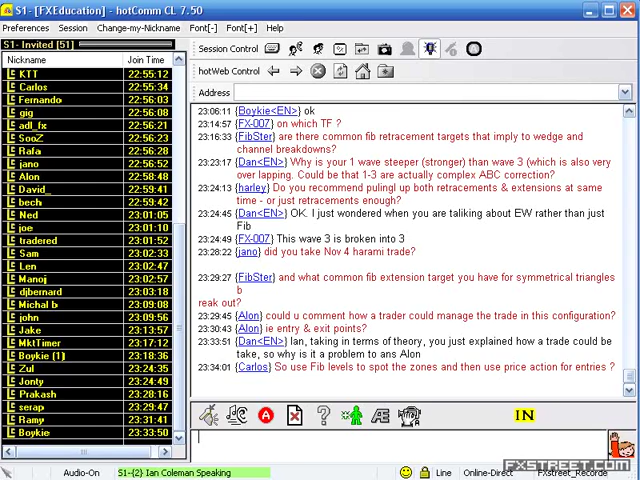 S1- [FXEducation] - hotComm CL 7.50
Preferences Session Change-my-Nickname Font[-] Font[+] Help
S1- Invited [51]
Session Control
Nickname Join Time
hotWeb Control
Address
KTT 22:55:12
Carlos 22:55:34
Fernando 22:56:03
gig 22:56:08
adl_fx 22:56:21
SooZ 22:56:23
Rafa 22:56:28
jano 22:56:52
Alon 22:58:48
David_ 22:59:41
bech 22:59:42
Ned 23:01:05
joe 23:01:10
tradered 23:01:52
Sam 23:02:33
Len 23:02:47
Manoj 23:02:51
djbernard 23:03:18
Michal b 23:09:08
john 23:09:56
Jake 23:13:57
MktTimer 23:17:12
Boykie (1) 23:18:36
Zul 23:24:35
Jonty 23:24:49
Prakash 23:28:16
serap 23:29:47
Ramy 23:31:41
Boykie 23:33:50
23:06:11 {Boykie<EN>} ok
23:14:57 {FX-007} on which TF ?
23:16:33 {FibSter} are there common fib retracement targets that imply to wedge and
channel breakdowns?
23:23:17 {Dan<EN>} Why is your 1 wave steeper (stronger) than wave 3 (which is also very
over lapping. Could be that 1-3 are actually complex ABC correction?
23:24:13 {harley} Do you recommend pulingl up both retracements & extensions at same
time - or just retracements enough?
23:24:45 {Dan<EN>} OK. I just wondered when you are taliking about EW rather than just
Fib
23:24:49 {FX-007} This wave 3 is broken into 3
23:28:22 {jano} did you take Nov 4 harami trade?
23:29:27 {FibSter} and what common fib extension target you have for symmetrical triangles
b
reak out?
23:29:56 {Alon} could u comment how a trader could manage the trade in this configuration?
23:30:43 {Alon} ie entry & exit points?
23:33:51 {Dan<EN>} Ian, taking in terms of theory, you just explained how a trade could be
take, so why is it a problem to ans Alon
23:34:01 {Carlos} So use Fib levels to spot the zones and then use price action for entries ?
IN
Audio-On S1-{2} Ian Coleman Speaking Line Online-Direct Fxstreet_Recorde
FXSTREET.COM